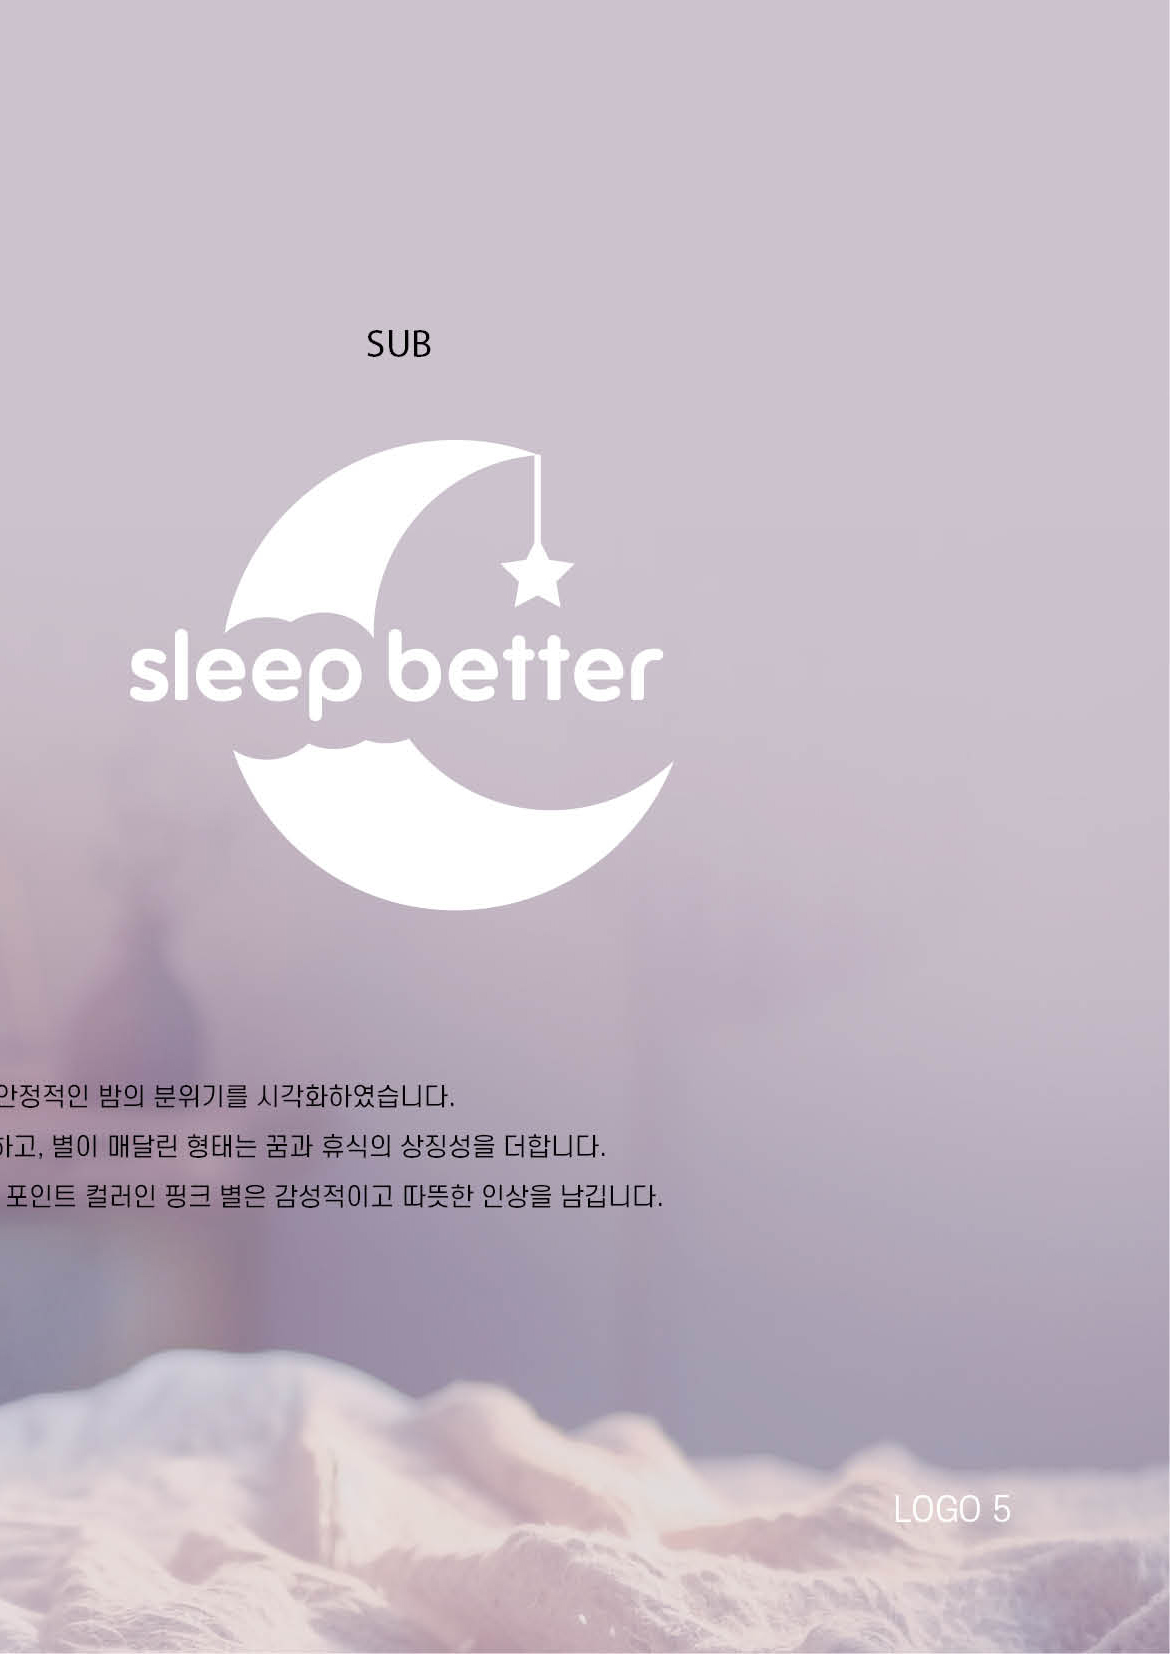 SUB
sleep better
안정적인 밤의 분위기를 시각화하였습니다.
하고, 별이 매달린 형태는 꿈과 휴식의 상징성을 더합니다.
포인트 컬러인 핑크 별은 감성적이고 따뜻한 인상을 남깁니다.
LOGO 5